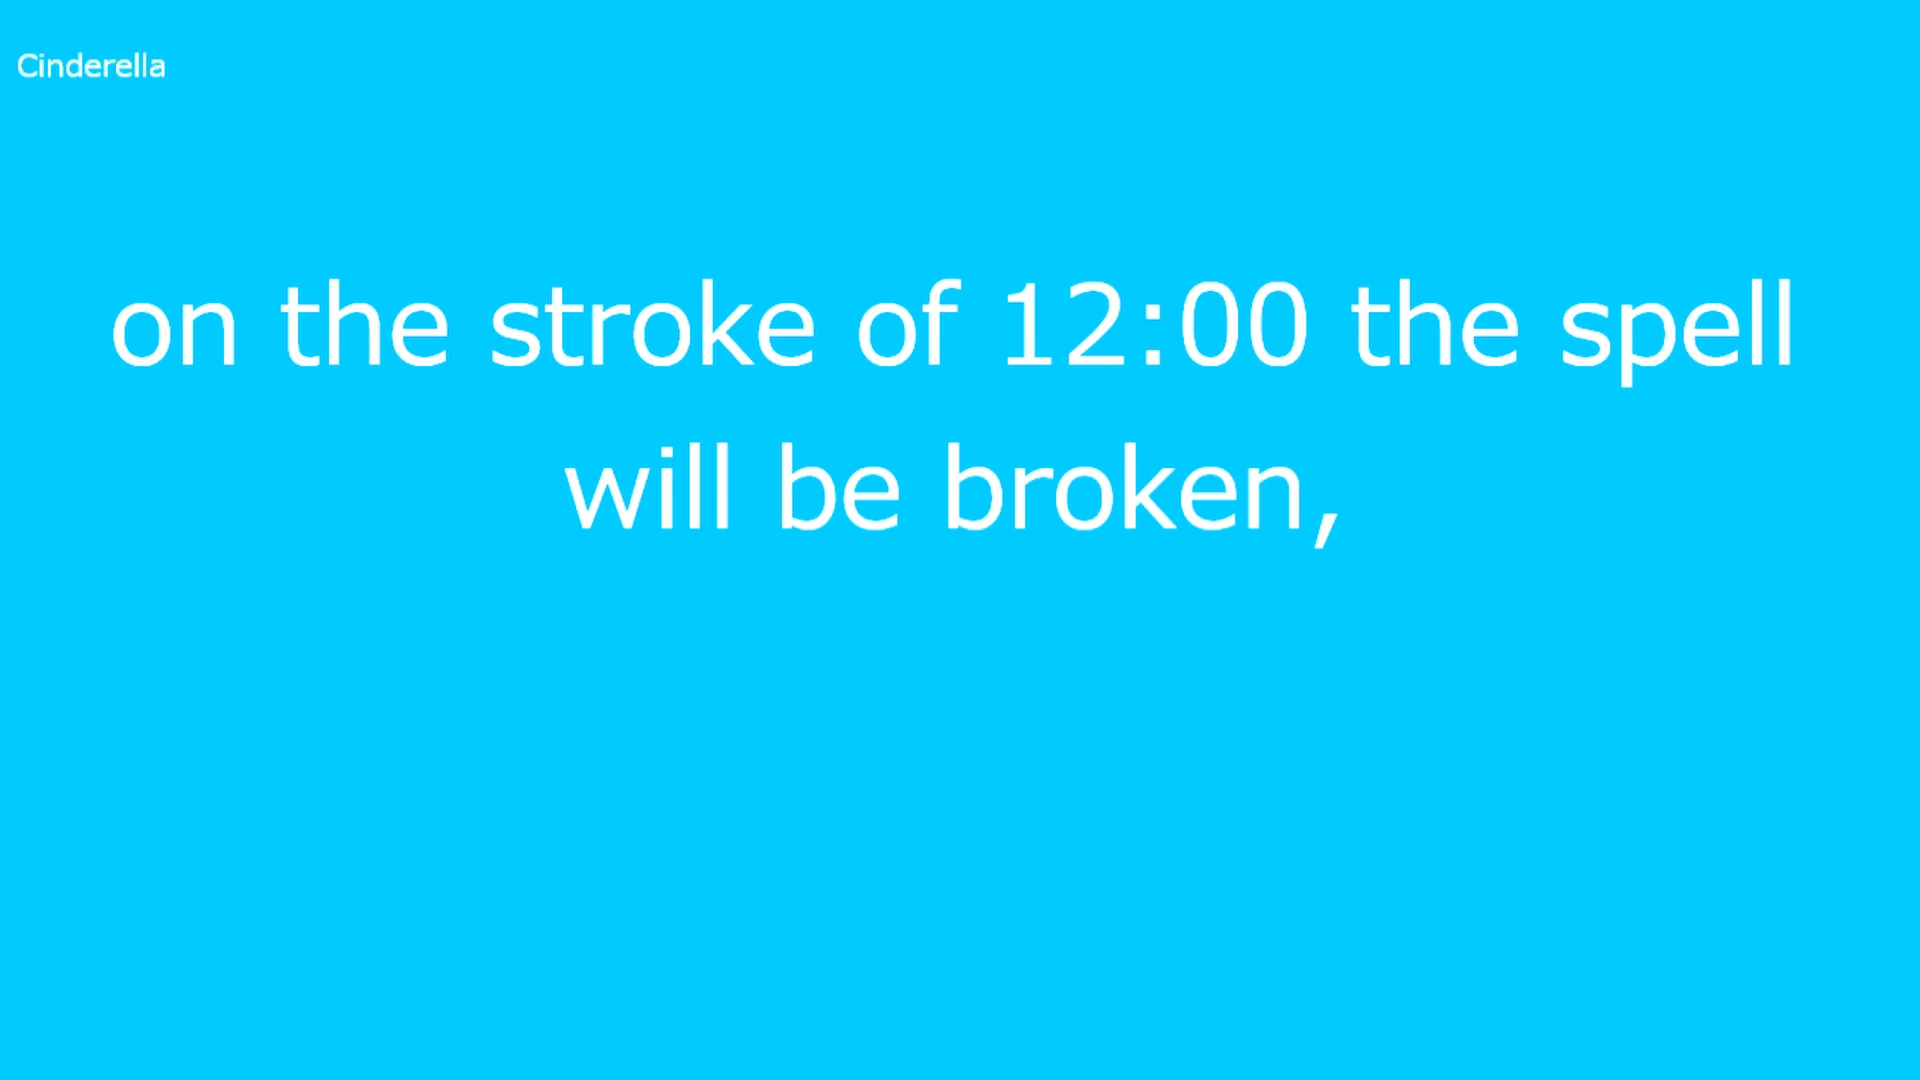 Cinderella
on the stroke of 12:00 the spell
will be broken,